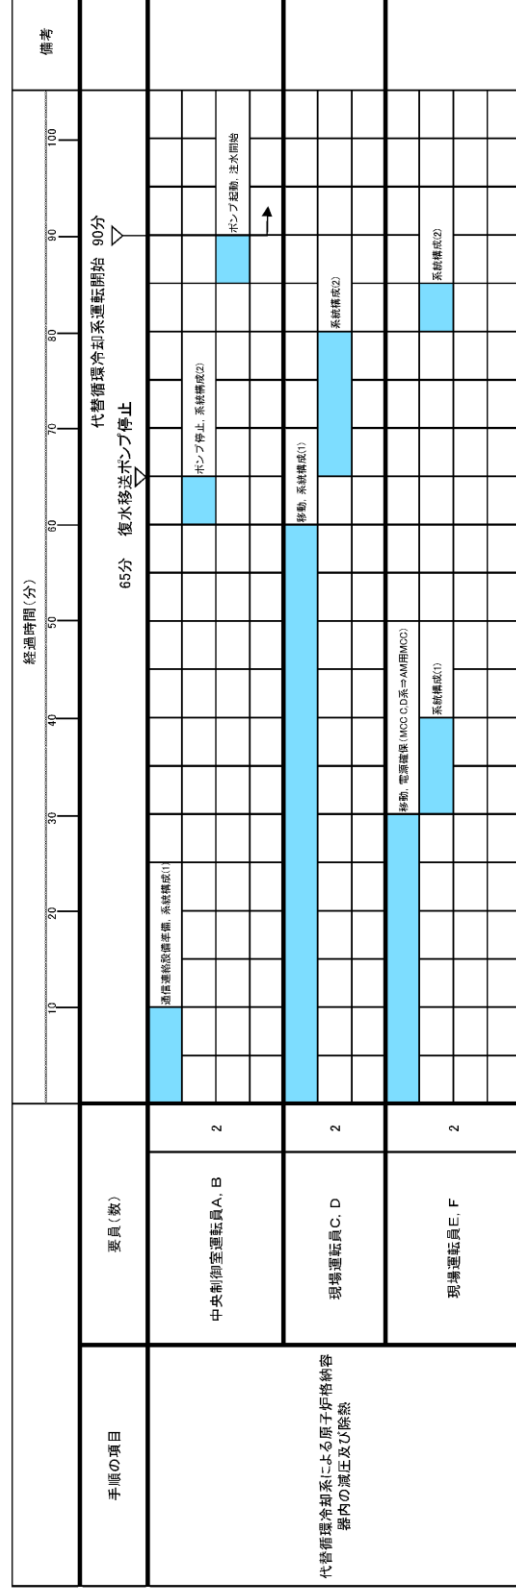 経過時間(分)
備考
10 20 30 40 50 60 70 80 90 100
手順の項目
要員(数)
代替循環冷却系運転開始 90分
65分 復水移送ポンプ停止
代替循環冷却系による原子炉格納容
器内の減圧及び除熱
中央制御室運転員A, B
2
通信連絡設備準備, 系統構成(1)
ポンプ停止, 系統構成(2)
ポンプ起動, 注水開始
現場運転員C, D
2
移動, 系統構成(1)
系統構成(2)
現場運転員E, F
2
移動, 電源確保(MCC C,D系⇒AM用MCC)
系統構成(1)
系統構成(2)